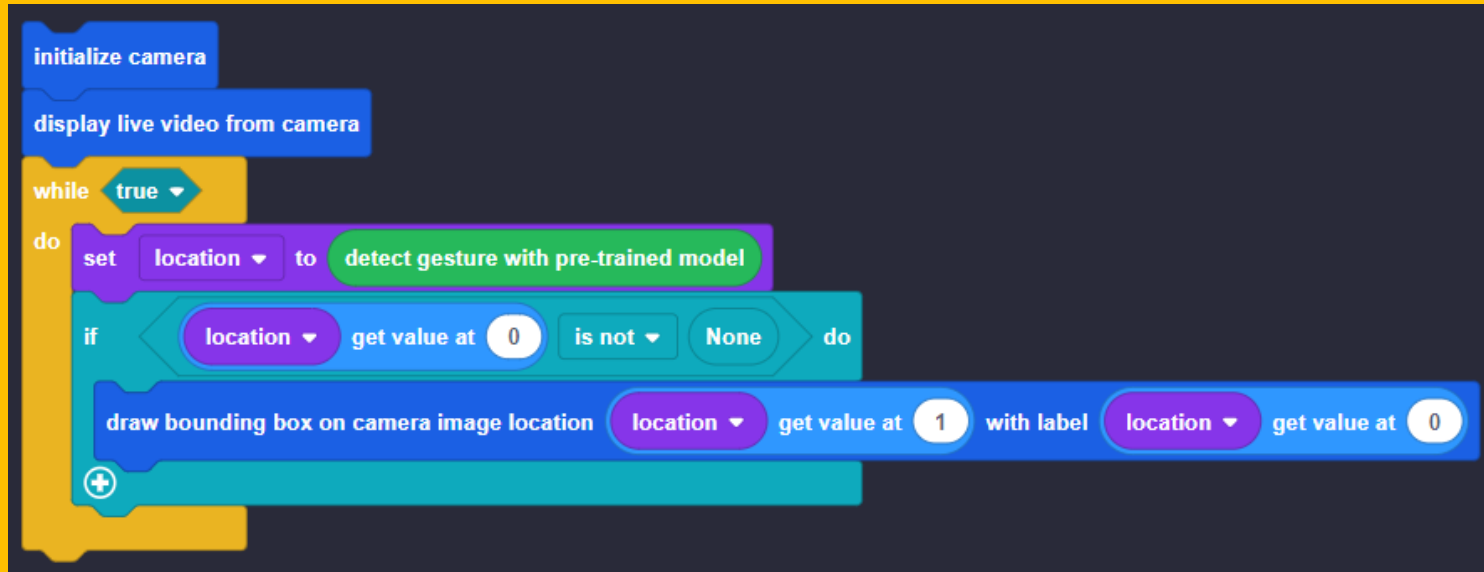 initialize camera
display live video from camera
while true
do
set location to detect gesture with pre-trained model
if location get value at 0 is not None do
draw bounding box on camera image location location get value at 1 with label location get value at 0